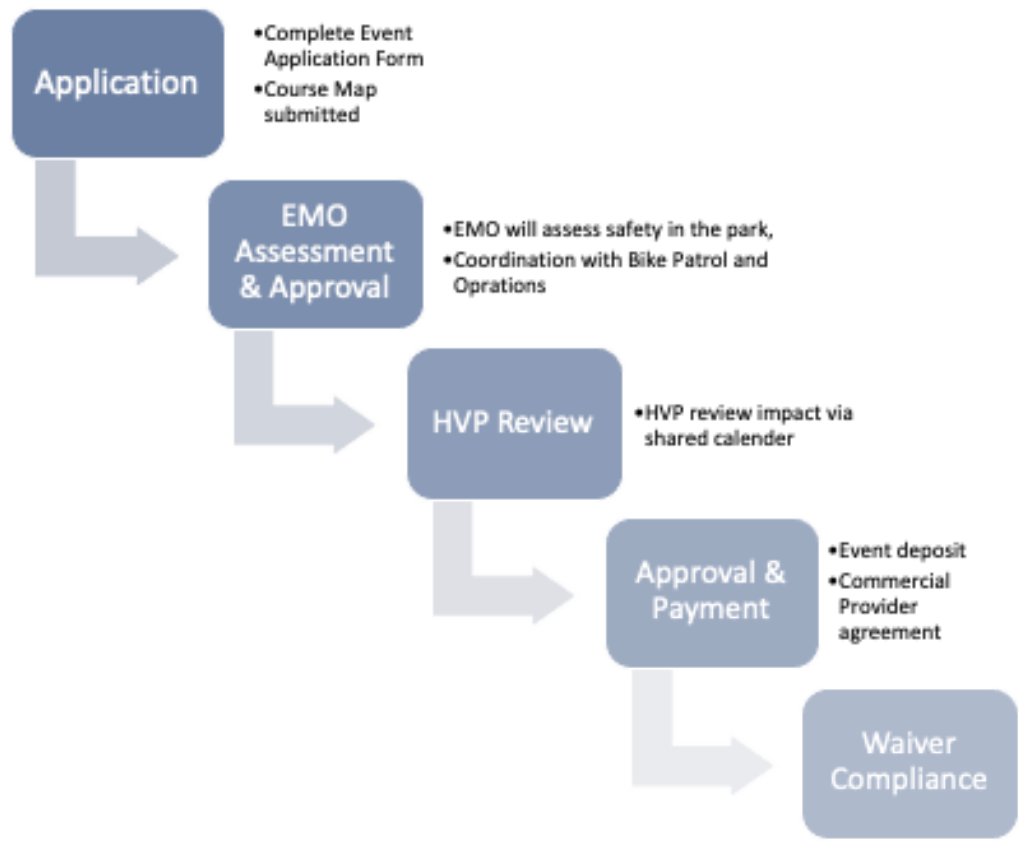 Application
•Complete Event
Application Form
•Course Map
submitted
EMO
Assessment
& Approval
•EMO will assess safety in the park,
•Coordination with Bike Patrol and
Oprations
HVP Review
•HVP review impact via
shared calender
Approval &
Payment
•Event deposit
•Commercial
Provider
agreement
Waiver
Compliance